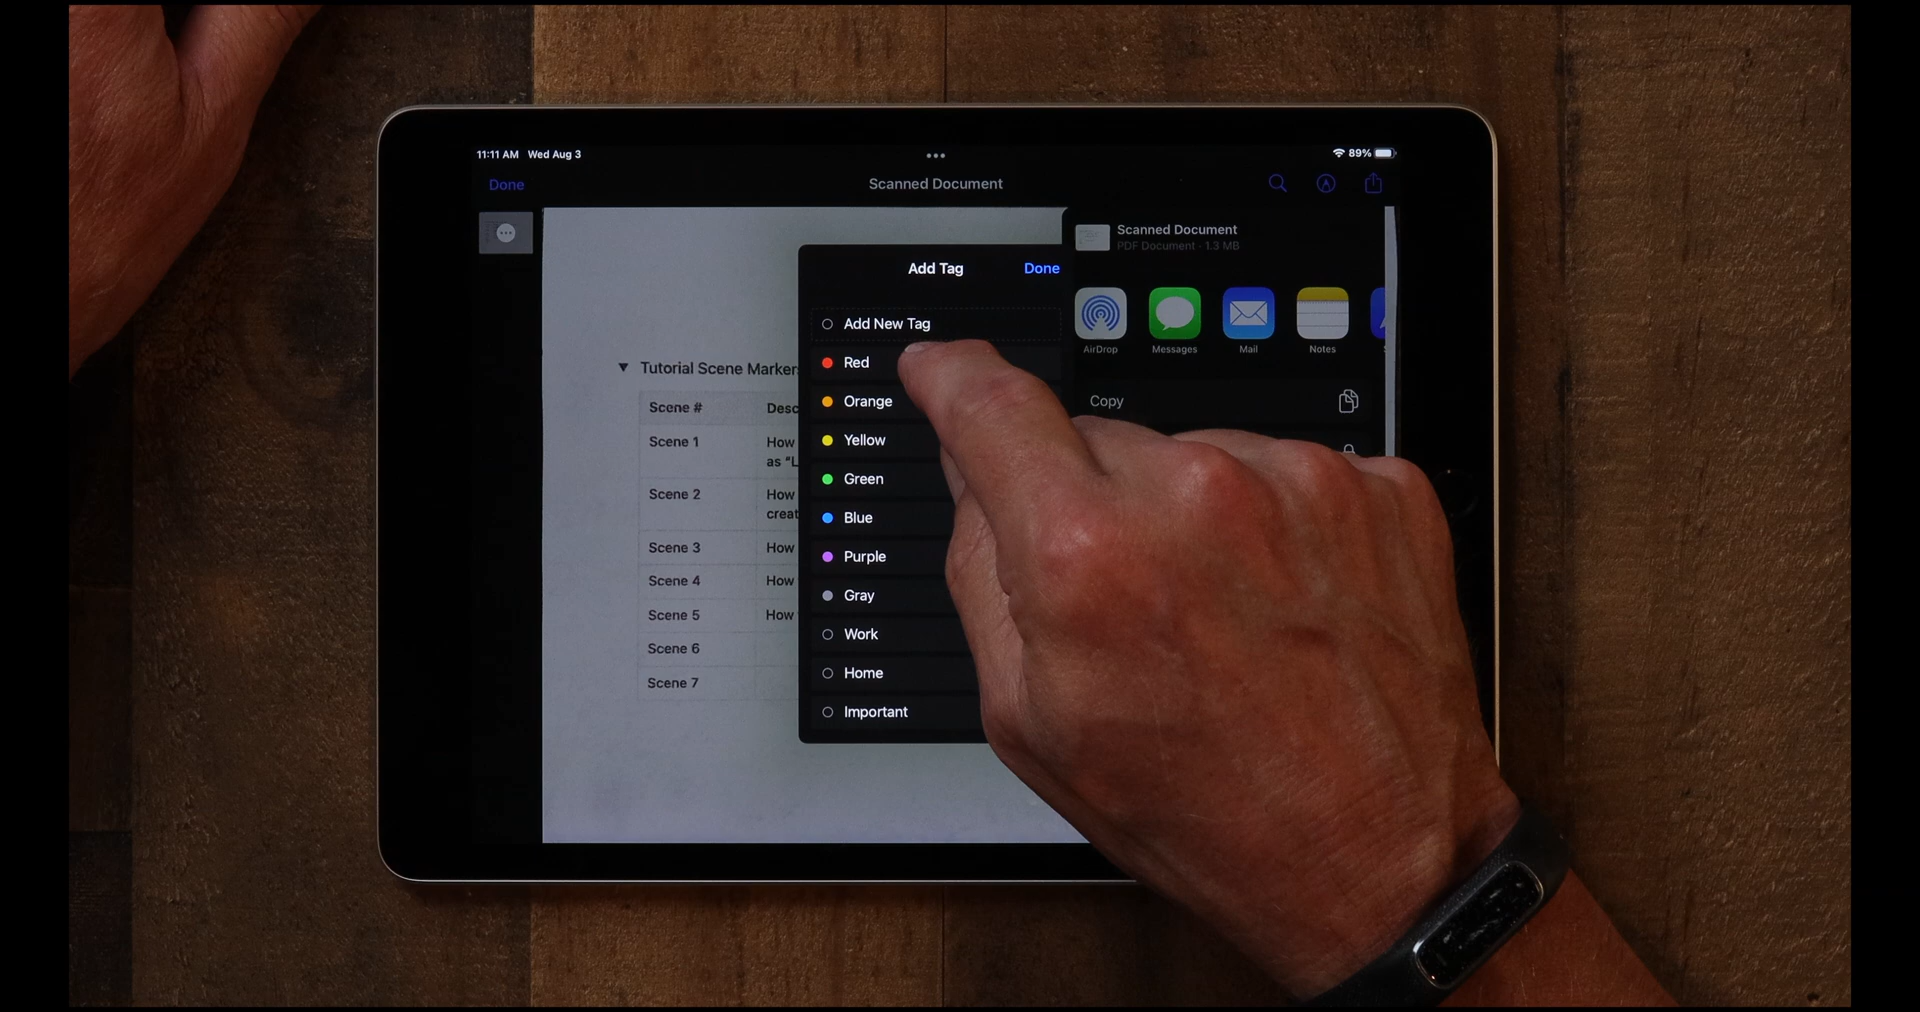 11:11 AM Wed Aug 3
89%
Done
Scanned Document
Scanned Document
PDF Document · 1.3 MB
AirDrop
Messages
Mail
Notes
Copy
Add Tag
Done
Add New Tag
Red
Orange
Yellow
Green
Blue
Purple
Gray
Work
Home
Important
Tutorial Scene Marker
Scene # Desc
Scene 1 How
as “L
Scene 2 How
creat
Scene 3 How
Scene 4 How
Scene 5 How
Scene 6
Scene 7